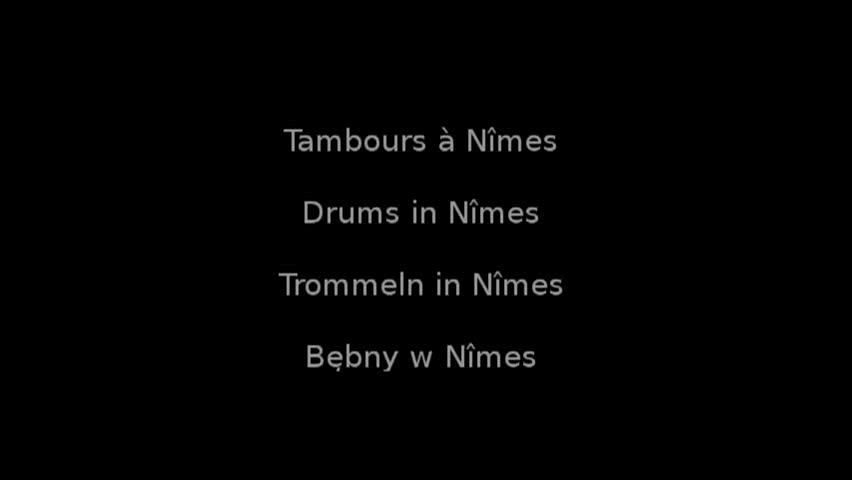 Tambours à Nîmes
Drums in Nîmes
Trommeln in Nîmes
Bębny w Nîmes